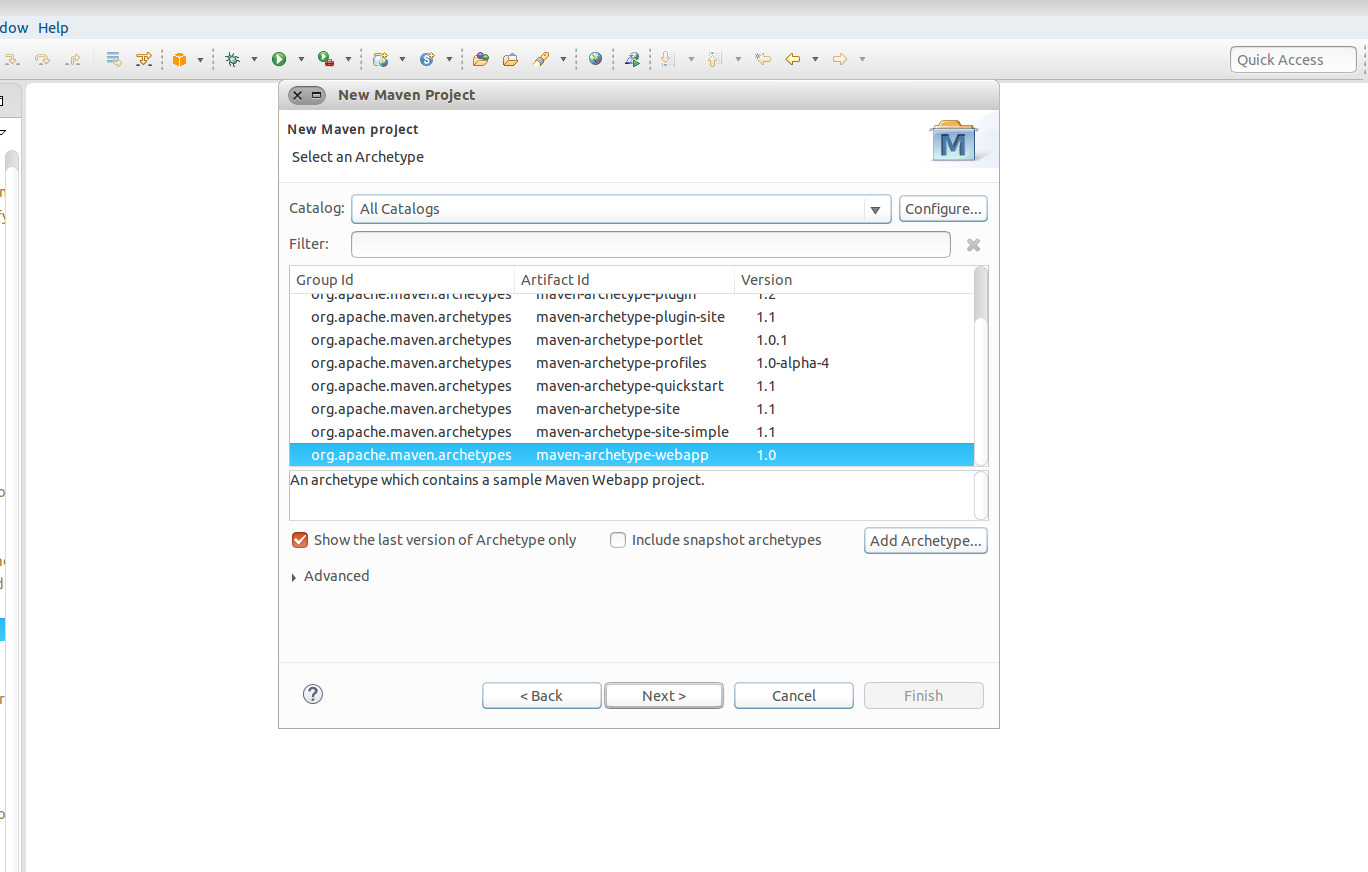 Help
Quick Access
New Maven Project
New Maven project
M
Select an Archetype
Catalog: All Catalogs Configure...
Filter:
Group Id Artifact Id Version
org.apache.maven.archetypes maven-archetype-plugin 1.2
org.apache.maven.archetypes maven-archetype-plugin-site 1.1
org.apache.maven.archetypes maven-archetype-portlet 1.0.1
org.apache.maven.archetypes maven-archetype-profiles 1.0-alpha-4
org.apache.maven.archetypes maven-archetype-quickstart 1.1
org.apache.maven.archetypes maven-archetype-site 1.1
org.apache.maven.archetypes maven-archetype-site-simple 1.1
org.apache.maven.archetypes maven-archetype-webapp 1.0
An archetype which contains a sample Maven Webapp project.
Show the last version of Archetype only Include snapshot archetypes Add Archetype...
Advanced
? < Back Next > Cancel Finish